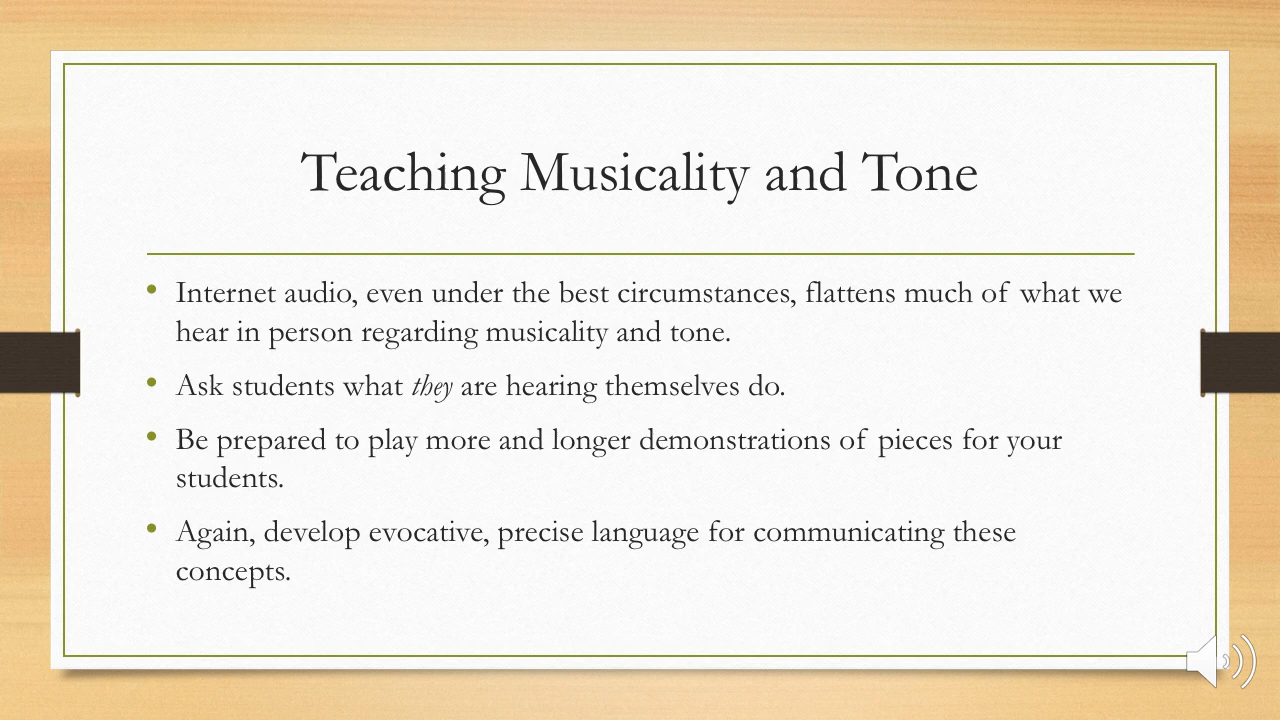 Teaching Musicality and Tone
• Internet audio, even under the best circumstances, flattens much of what we
hear in person regarding musicality and tone.
• Ask students what they are hearing themselves do.
• Be prepared to play more and longer demonstrations of pieces for your
students.
• Again, develop evocative, precise language for communicating these
concepts.